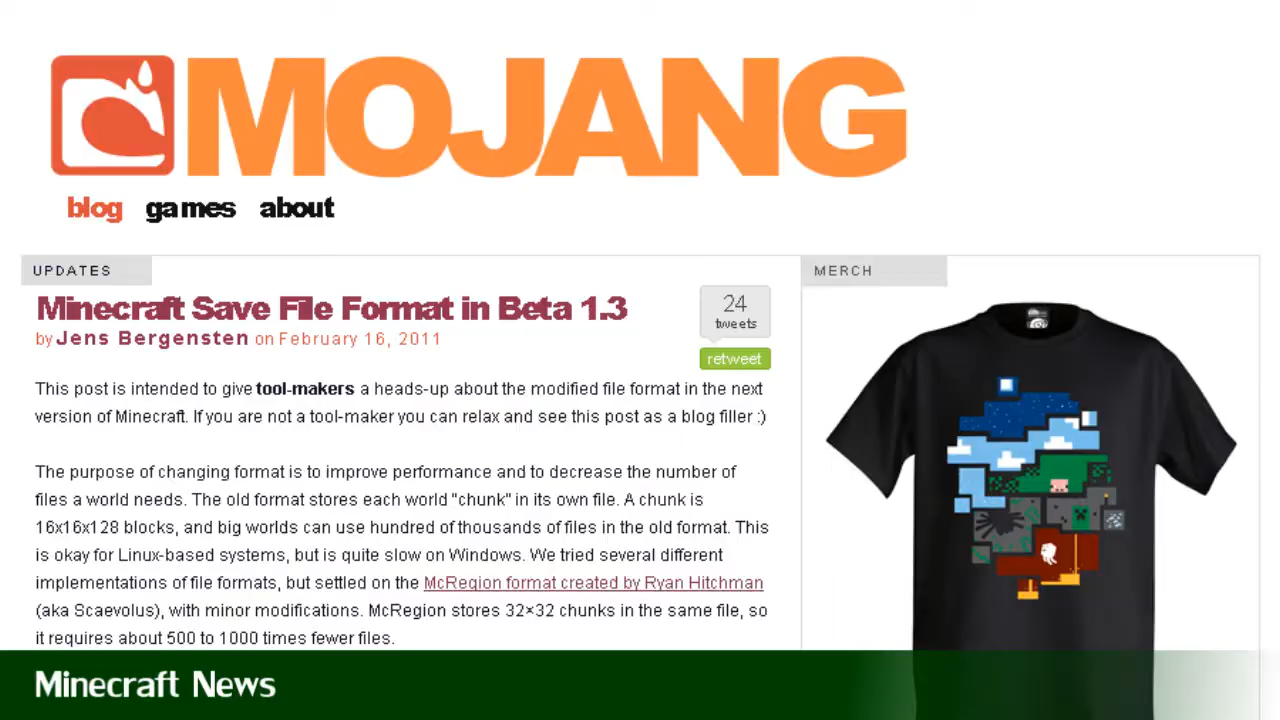 MOJANG
blog games about
UPDATES
MERCH
Minecraft Save File Format in Beta 1.3
by Jens Bergensten on February 16, 2011
24
tweets
retweet
This post is intended to give tool-makers a heads-up about the modified file format in the next
version of Minecraft. If you are not a tool-maker you can relax and see this post as a blog filler :)
The purpose of changing format is to improve performance and to decrease the number of
files a world needs. The old format stores each world "chunk" in its own file. A chunk is
16x16x128 blocks, and big worlds can use hundred of thousands of files in the old format. This
is okay for Linux-based systems, but is quite slow on Windows. We tried several different
implementations of file formats, but settled on the McRegion format created by Ryan Hitchman
(aka Scaevolus), with minor modifications. McRegion stores 32×32 chunks in the same file, so
it requires about 500 to 1000 times fewer files.
Minecraft News